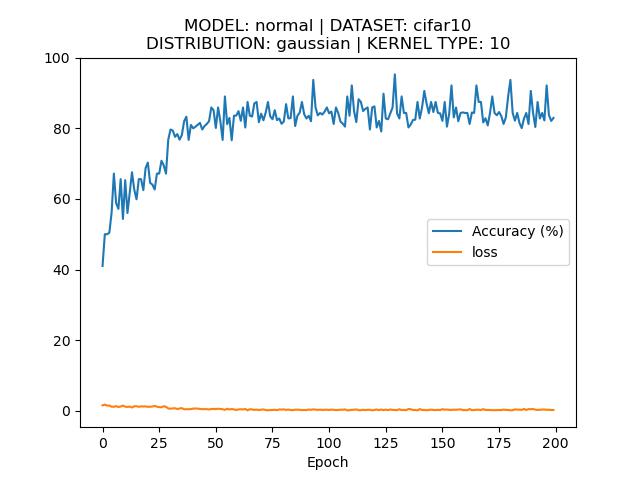 MODEL: normal | DATASET: cifar10
DISTRIBUTION: gaussian | KERNEL TYPE: 10
100
80
60
40
20
0
Accuracy (%)
loss
0 25 50 75 100 125 150 175 200
Epoch